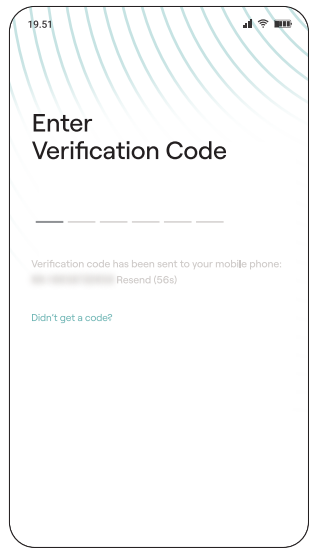 19.51
Enter
Verification Code
Verification code has been sent to your mobile phone:
Resend (56s)
Didn't get a code?